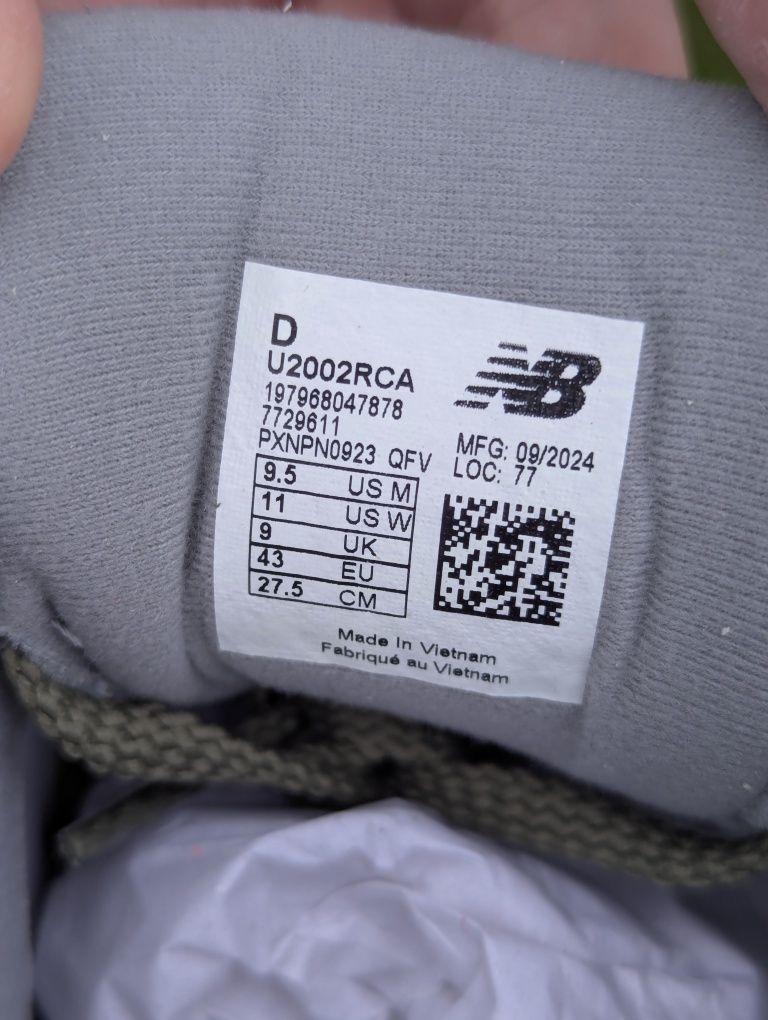 D
U2002RCA
197968047878
7729611
PXNPN0923 QFV
NB
MFG: 09/2024
LOC: 77
9.5 US M
11 US W
9 UK
43 EU
27.5 CM
Made In Vietnam
Fabriqué au Vietnam